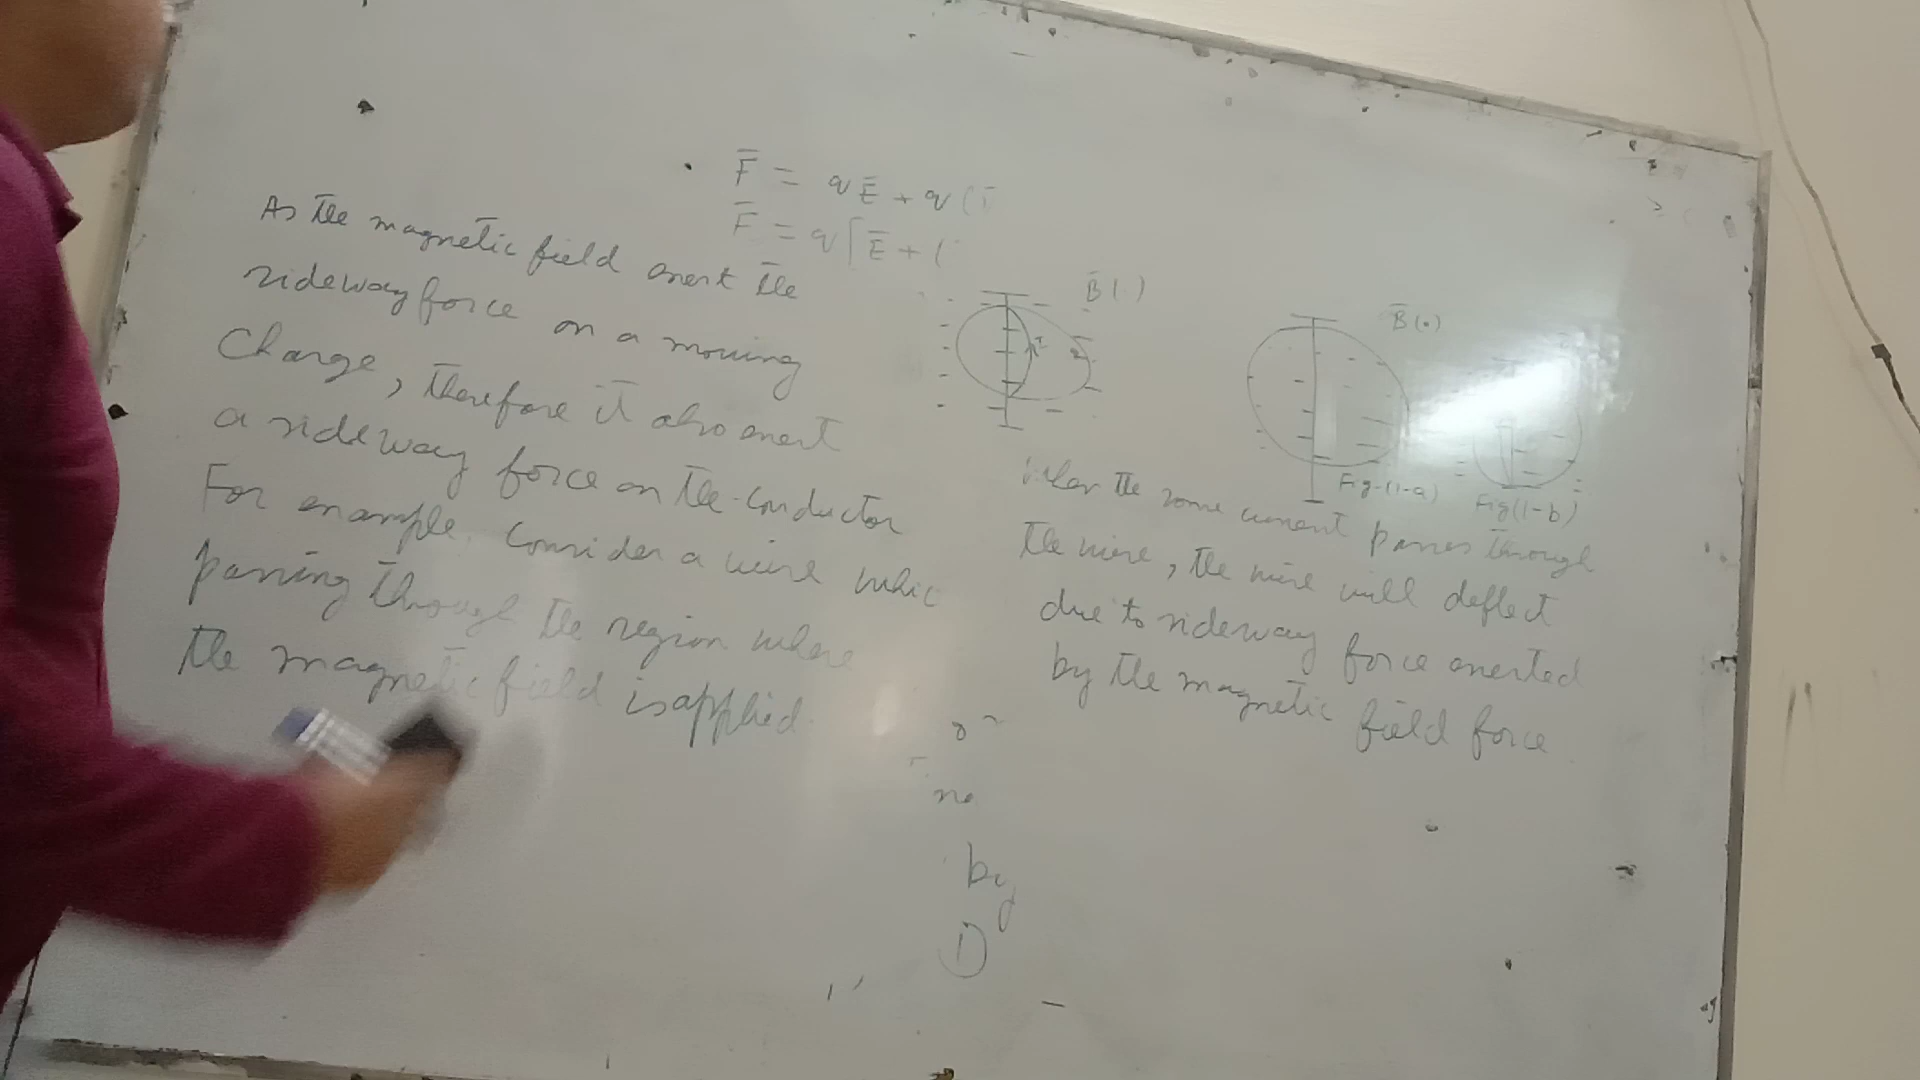 F̄ = qĒ + q(
F̄ = q[Ē + (
As the magnetic field exert the
sideway force on a moving
Charge, therefore it also exert
a sideway force on the conductor
For example. Consider a wire whic
passing through the region where
the magnetic field is applied.
B̄(.)
I
B̄(.)
Fig-(1-a)
Fig(1-b)
When the some current passes through
the wire, the wire will deflect
due to sideway force exerted
by the magnetic field force
by
1